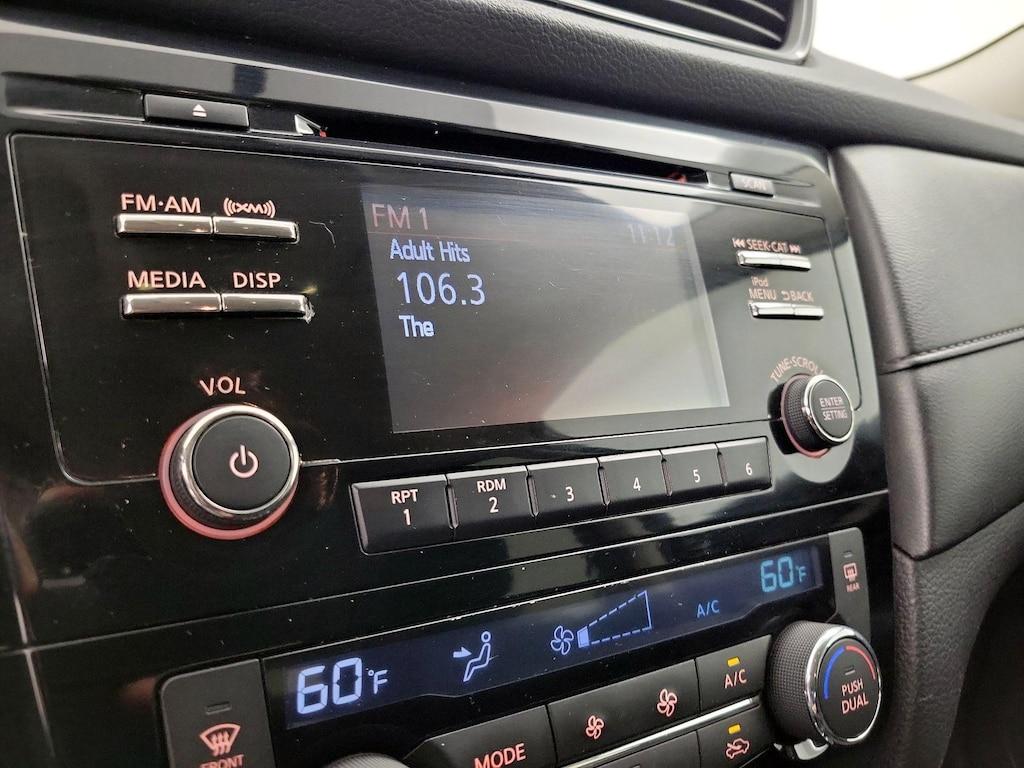 SCAN
FM·AM
((XM))
MEDIA
DISP
VOL
FM 1
11:12
Adult Hits
106.3
The
SEEK·CAT
iPod
MENU
BACK
TUNE·SCROLL
ENTER
SETTING
RPT
1
RDM
2
3
4
5
6
60°F
A/C
60°F
REAR
FRONT
MODE
A/C
PUSH
DUAL